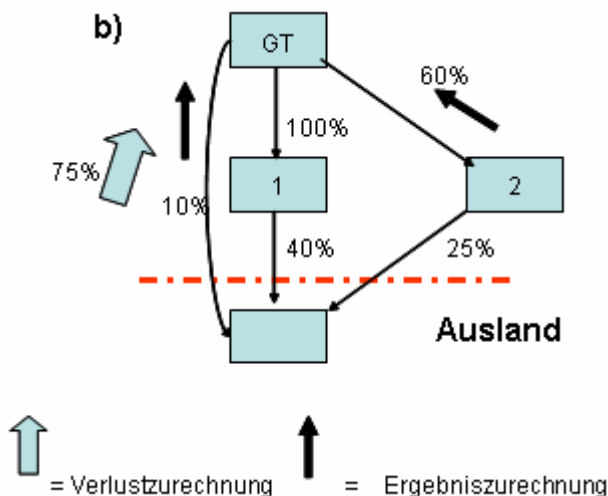 b)
GT
60%
100%
75%
1
2
10%
40%
25%
Ausland
= Verlustzurechnung
= Ergebniszurechnung